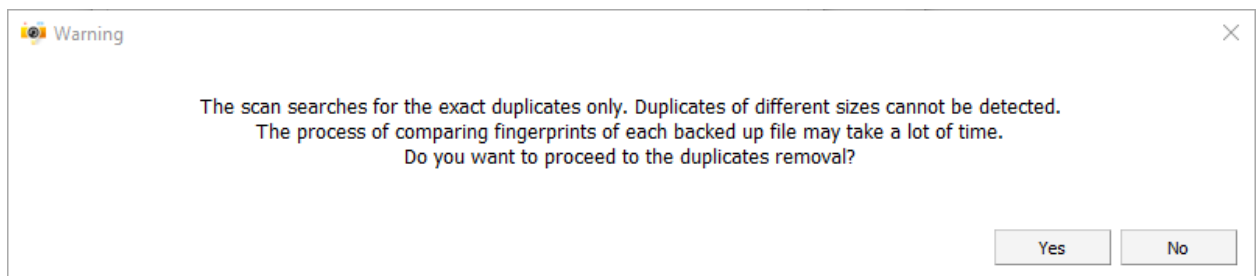 Warning
The scan searches for the exact duplicates only. Duplicates of different sizes cannot be detected.
The process of comparing fingerprints of each backed up file may take a lot of time.
Do you want to proceed to the duplicates removal?
Yes No